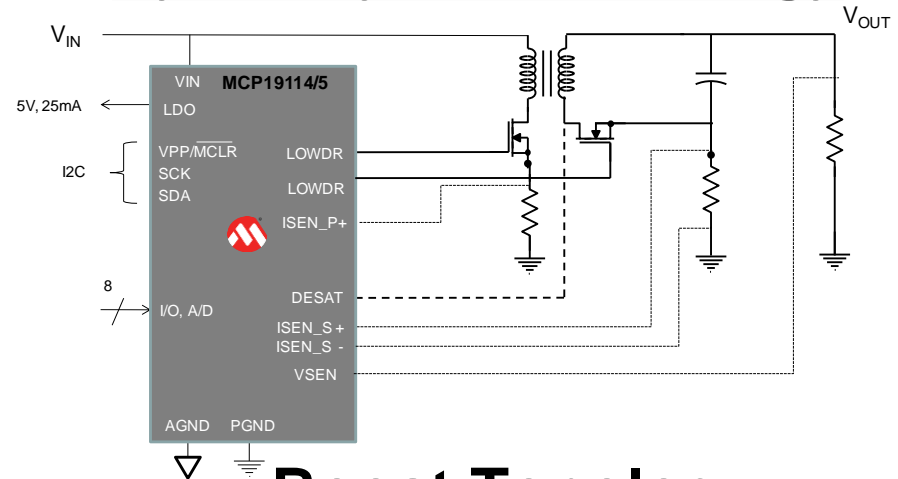 VIN
VOUT
VIN
MCP19114/5
5V, 25mA
LDO
VPP/MCLR
LOWDR
I2C
SCK
SDA
LOWDR
ISEN_P+
8
DESAT
I/O, A/D
ISEN_S +
ISEN_S -
VSEN
AGND PGND